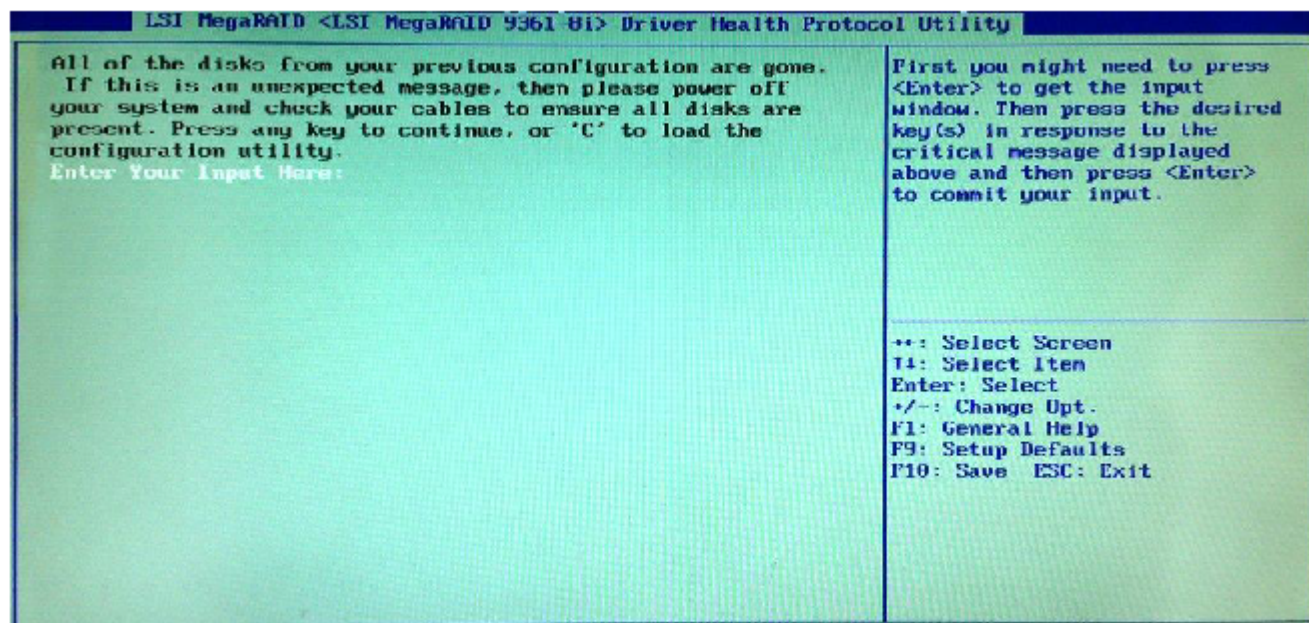 LSI MegaRAID <LSI MegaRAID 9361-8i> Driver Health Protocol Utility
All of the disks from your previous configuration are gone.
If this is an unexpected message, then please power off
your system and check your cables to ensure all disks are
present. Press any key to continue, or 'C' to load the
configuration utility.
Enter Your Input Here:
First you might need to press
<Enter> to get the input
window. Then press the desired
key(s) in response to the
critical message displayed
above and then press <Enter>
to commit your input.
→←: Select Screen
↑↓: Select Item
Enter: Select
+/-: Change Opt.
F1: General Help
F9: Setup Defaults
F10: Save ESC: Exit